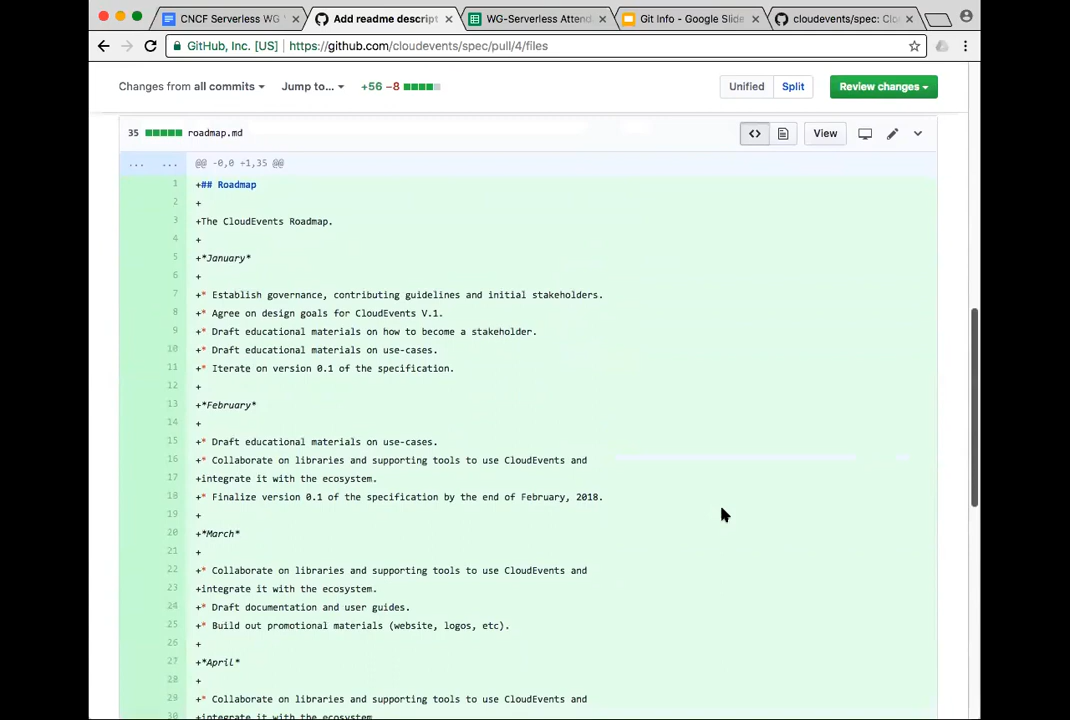 CNCF Serverless WG
Add readme descript
WG-Serverless Attend
Git Info - Google Slide
cloudevents/spec: Clo
GitHub, Inc. [US] https://github.com/cloudevents/spec/pull/4/files
Changes from all commits Jump to... +56 −8 Unified Split Review changes
35 roadmap.md View
... ... @@ -0,0 +1,35 @@
1 +## Roadmap
2 +
3 +The CloudEvents Roadmap.
4 +
5 +*January*
6 +
7 +* Establish governance, contributing guidelines and initial stakeholders.
8 +* Agree on design goals for CloudEvents V.1.
9 +* Draft educational materials on how to become a stakeholder.
10 +* Draft educational materials on use-cases.
11 +* Iterate on version 0.1 of the specification.
12 +
13 +*February*
14 +
15 +* Draft educational materials on use-cases.
16 +* Collaborate on libraries and supporting tools to use CloudEvents and
17 +integrate it with the ecosystem.
18 +* Finalize version 0.1 of the specification by the end of February, 2018.
19 +
20 +*March*
21 +
22 +* Collaborate on libraries and supporting tools to use CloudEvents and
23 +integrate it with the ecosystem.
24 +* Draft documentation and user guides.
25 +* Build out promotional materials (website, logos, etc).
26 +
27 +*April*
28 +
29 +* Collaborate on libraries and supporting tools to use CloudEvents and
30 +integrate it with the ecosystem.